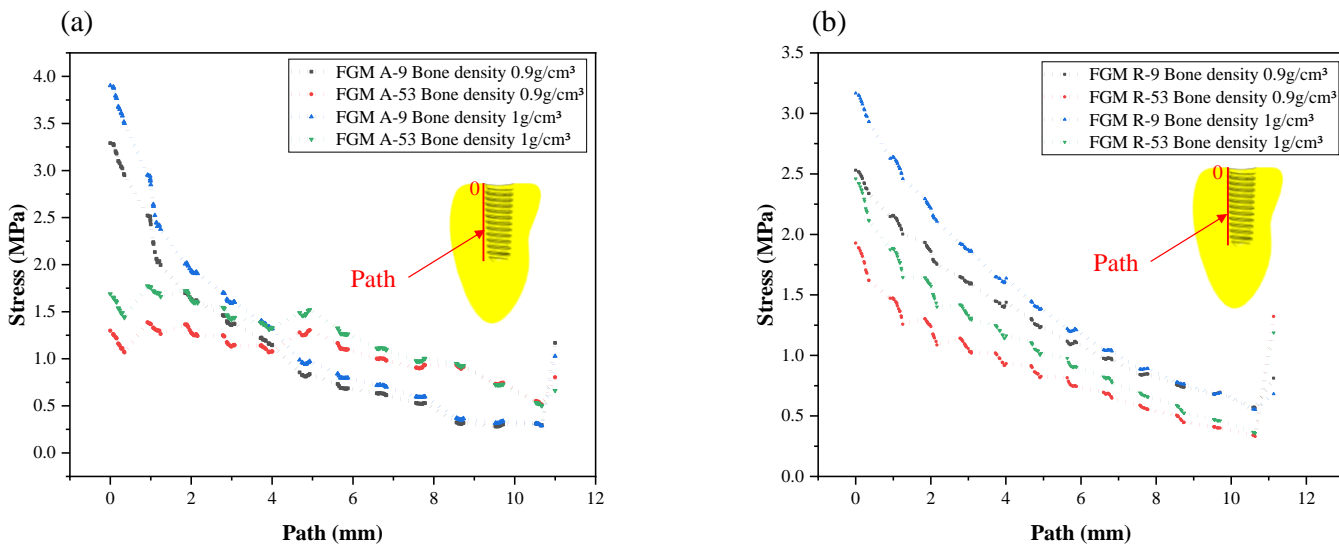 (a)
4.0
3.5
3.0
2.5
2.0
1.5
1.0
0.5
0.0
Stress (MPa)
FGM A-9 Bone density 0.9g/cm³
FGM A-53 Bone density 0.9g/cm³
FGM A-9 Bone density 1g/cm³
FGM A-53 Bone density 1g/cm³
0
Path
0 2 4 6 8 10 12
Path (mm)
(b)
3.5
3.0
2.5
2.0
1.5
1.0
0.5
0.0
Stress (MPa)
FGM R-9 Bone density 0.9g/cm³
FGM R-53 Bone density 0.9g/cm³
FGM R-9 Bone density 1g/cm³
FGM R-53 Bone density 1g/cm³
0
Path
0 2 4 6 8 10 12
Path (mm)